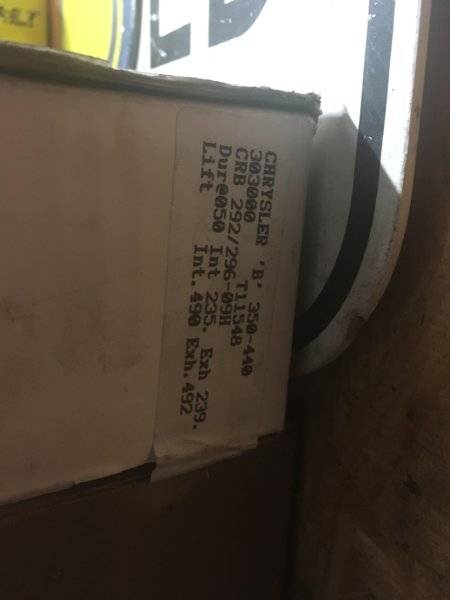 CHRYSLER 'B' 350-440
303000 T11548
CRB 292/296-09H
Dur@050 Int 235. Exh 239.
Lift Int.490 Exh.492